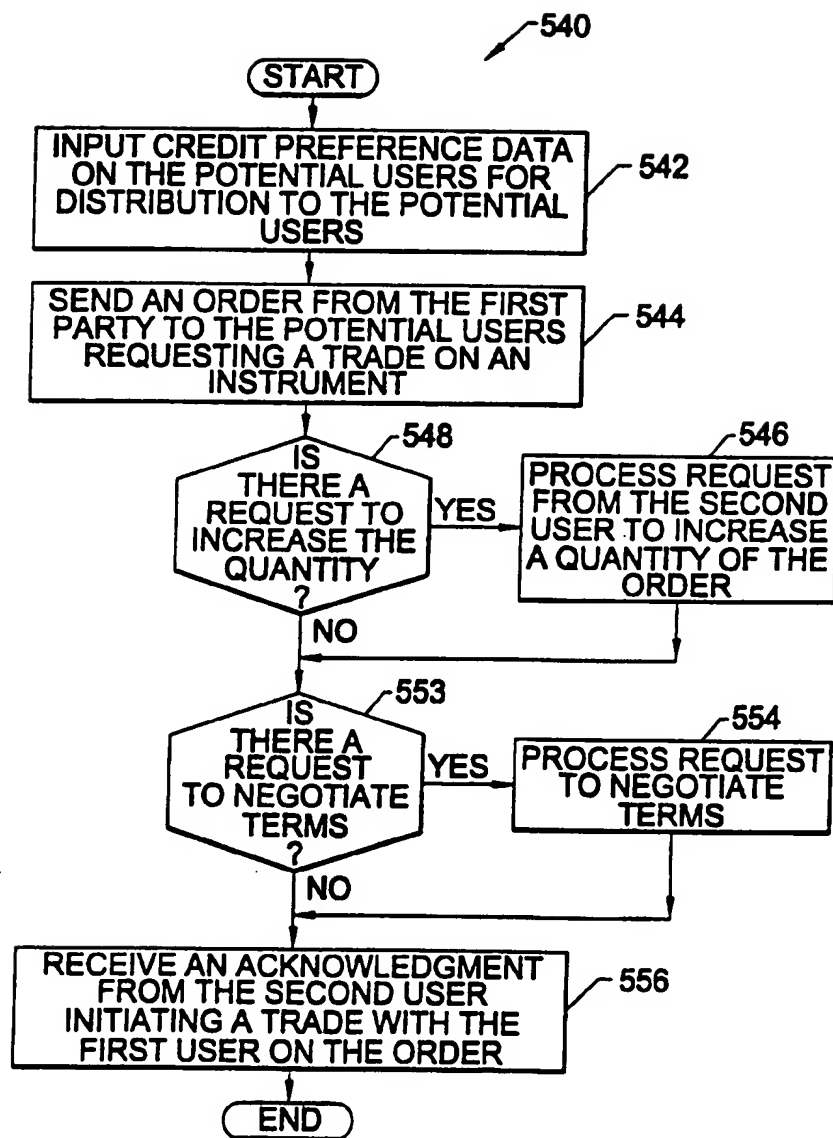 540
START
INPUT CREDIT PREFERENCE DATA
ON THE POTENTIAL USERS FOR
DISTRIBUTION TO THE POTENTIAL
USERS
542
SEND AN ORDER FROM THE FIRST
PARTY TO THE POTENTIAL USERS
REQUESTING A TRADE ON AN
INSTRUMENT
544
548
IS
THERE A
REQUEST TO
INCREASE THE
QUANTITY
?
YES
NO
546
PROCESS REQUEST
FROM THE SECOND
USER TO INCREASE
A QUANTITY OF THE
ORDER
553
IS
THERE A
REQUEST
TO NEGOTIATE
TERMS
?
YES
NO
554
PROCESS REQUEST
TO NEGOTIATE
TERMS
RECEIVE AN ACKNOWLEDGMENT
FROM THE SECOND USER
INITIATING A TRADE WITH THE
FIRST USER ON THE ORDER
556
END